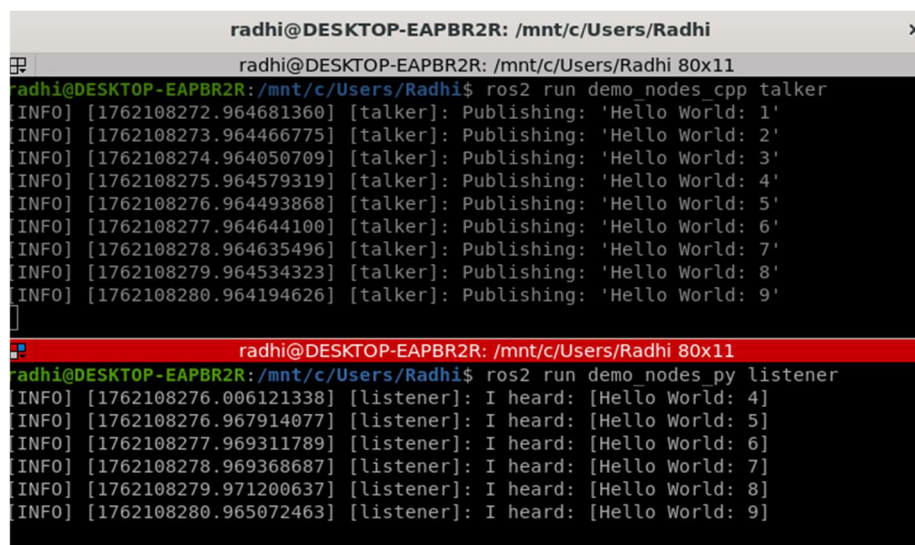 radhi@DESKTOP-EAPBR2R: /mnt/c/Users/Radhi
radhi@DESKTOP-EAPBR2R: /mnt/c/Users/Radhi 80x11
radhi@DESKTOP-EAPBR2R:/mnt/c/Users/Radhi$ ros2 run demo_nodes_cpp talker
[INFO] [1762108272.964681360] [talker]: Publishing: 'Hello World: 1'
[INFO] [1762108273.964466775] [talker]: Publishing: 'Hello World: 2'
[INFO] [1762108274.964050709] [talker]: Publishing: 'Hello World: 3'
[INFO] [1762108275.964579319] [talker]: Publishing: 'Hello World: 4'
[INFO] [1762108276.964493868] [talker]: Publishing: 'Hello World: 5'
[INFO] [1762108277.964644100] [talker]: Publishing: 'Hello World: 6'
[INFO] [1762108278.964635496] [talker]: Publishing: 'Hello World: 7'
[INFO] [1762108279.964534323] [talker]: Publishing: 'Hello World: 8'
[INFO] [1762108280.964194626] [talker]: Publishing: 'Hello World: 9'
radhi@DESKTOP-EAPBR2R: /mnt/c/Users/Radhi 80x11
radhi@DESKTOP-EAPBR2R:/mnt/c/Users/Radhi$ ros2 run demo_nodes_py listener
[INFO] [1762108276.006121338] [listener]: I heard: [Hello World: 4]
[INFO] [1762108276.967914077] [listener]: I heard: [Hello World: 5]
[INFO] [1762108277.969311789] [listener]: I heard: [Hello World: 6]
[INFO] [1762108278.969368687] [listener]: I heard: [Hello World: 7]
[INFO] [1762108279.971200637] [listener]: I heard: [Hello World: 8]
[INFO] [1762108280.965072463] [listener]: I heard: [Hello World: 9]